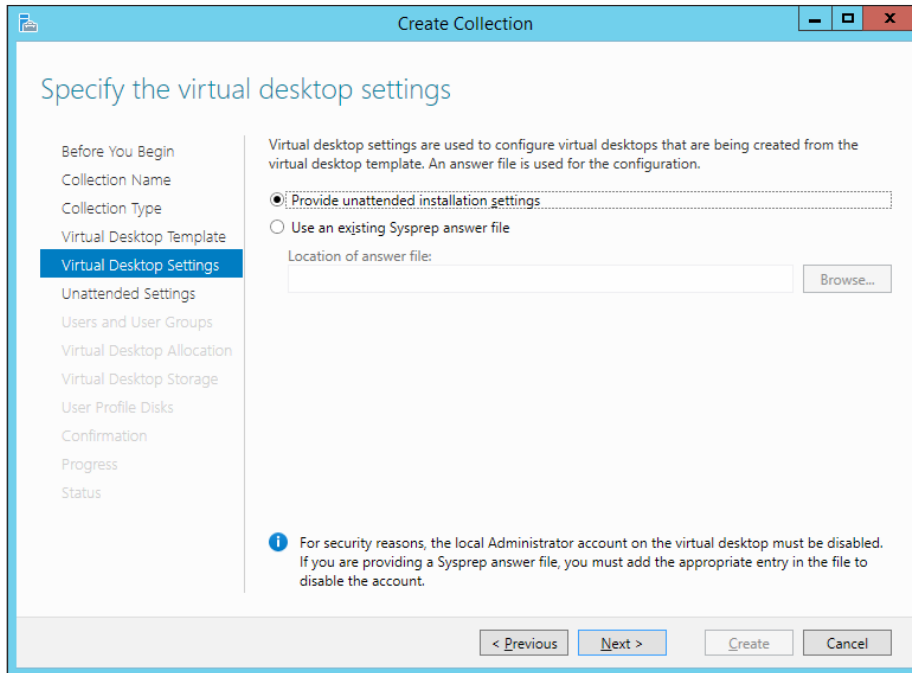 Create Collection
Specify the virtual desktop settings
Before You Begin
Collection Name
Collection Type
Virtual Desktop Template
Virtual Desktop Settings
Unattended Settings
Users and User Groups
Virtual Desktop Allocation
Virtual Desktop Storage
User Profile Disks
Confirmation
Progress
Status
Virtual desktop settings are used to configure virtual desktops that are being created from the
virtual desktop template. An answer file is used for the configuration.
Provide unattended installation settings
Use an existing Sysprep answer file
Location of answer file:
Browse...
For security reasons, the local Administrator account on the virtual desktop must be disabled.
If you are providing a Sysprep answer file, you must add the appropriate entry in the file to
disable the account.
< Previous
Next >
Create
Cancel